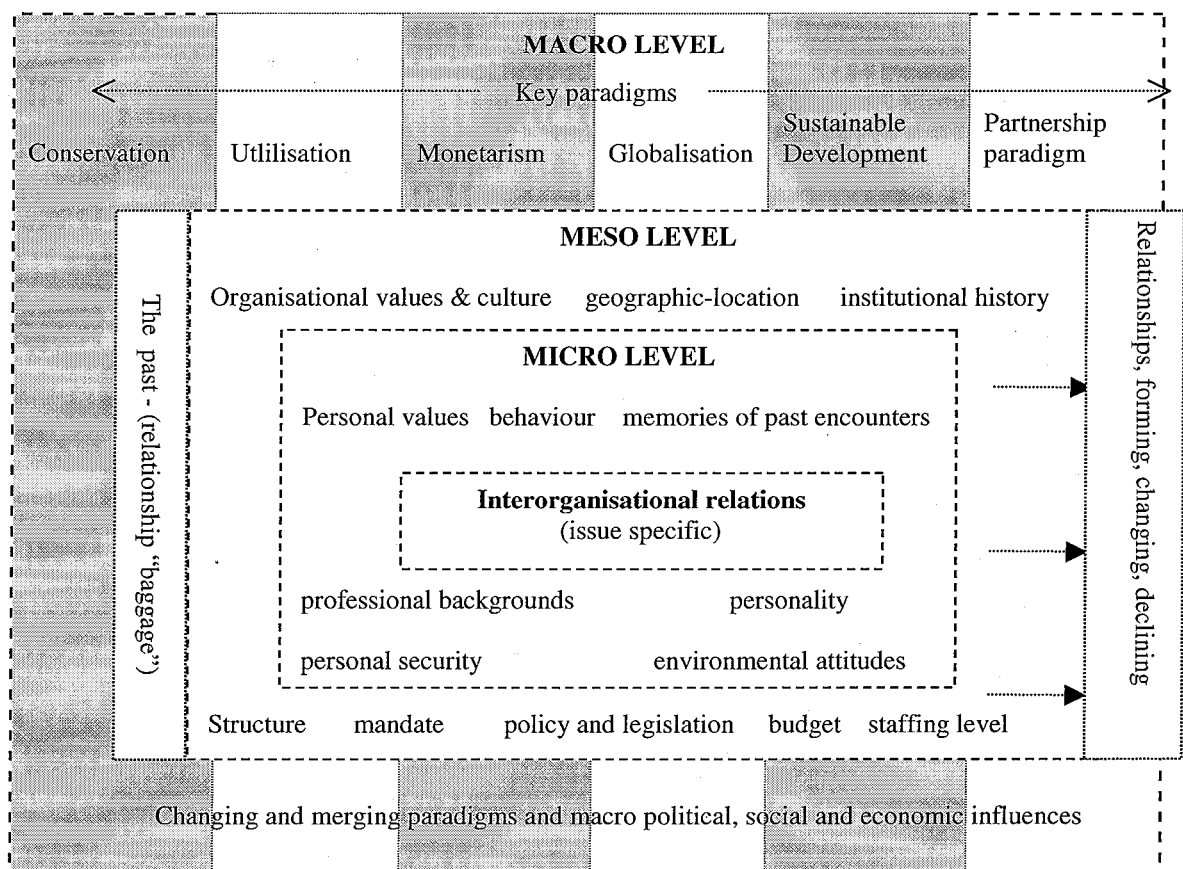 MACRO LEVEL
Key paradigms
Conservation
Utlilisation
Monetarism
Globalisation
Sustainable
Development
Partnership
paradigm
The past - (relationship “baggage”)
MESO LEVEL
Organisational values & culture geographic-location institutional history
MICRO LEVEL
Personal values behaviour memories of past encounters
Interorganisational relations
(issue specific)
professional backgrounds personality
personal security environmental attitudes
Structure mandate policy and legislation budget staffing level
Relationships, forming, changing, declining
Changing and merging paradigms and macro political, social and economic influences